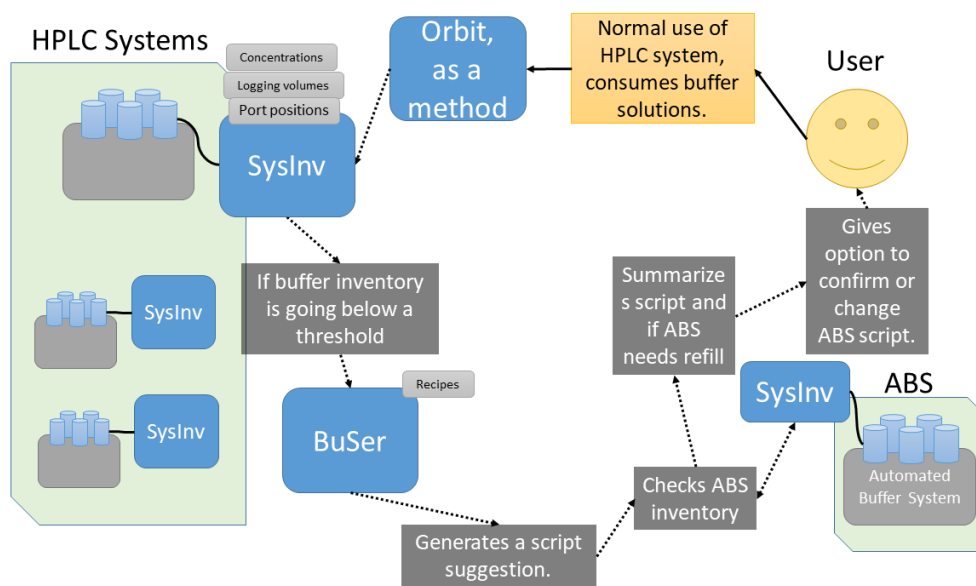 HPLC Systems
Concentrations
Logging volumes
Port positions
SysInv
Orbit,
as a
method
Normal use of
HPLC system,
consumes buffer
solutions.
User
If buffer inventory
is going below a
threshold
SysInv
SysInv
Recipes
BuSer
Generates a script
suggestion.
Checks ABS
inventory
Summarize
s script and
if ABS
needs refill
Gives
option to
confirm or
change
ABS script.
SysInv
ABS
Automated
Buffer System